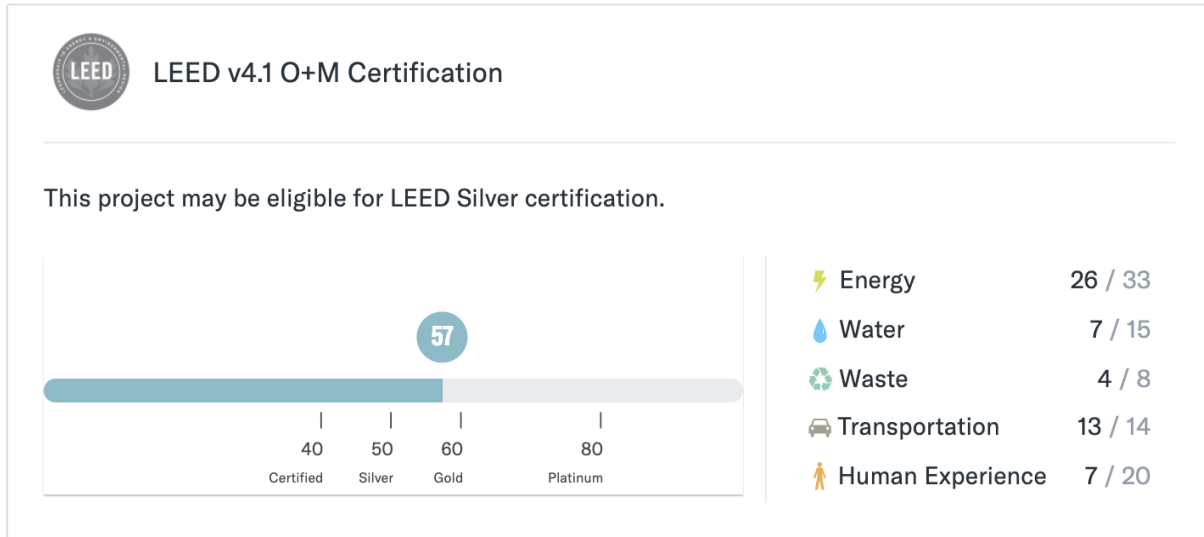 LEED
LEED v4.1 O+M Certification
This project may be eligible for LEED Silver certification.
57
40 50 60 80
Certified Silver Gold Platinum
Energy 26 / 33
Water 7 / 15
Waste 4 / 8
Transportation 13 / 14
Human Experience 7 / 20